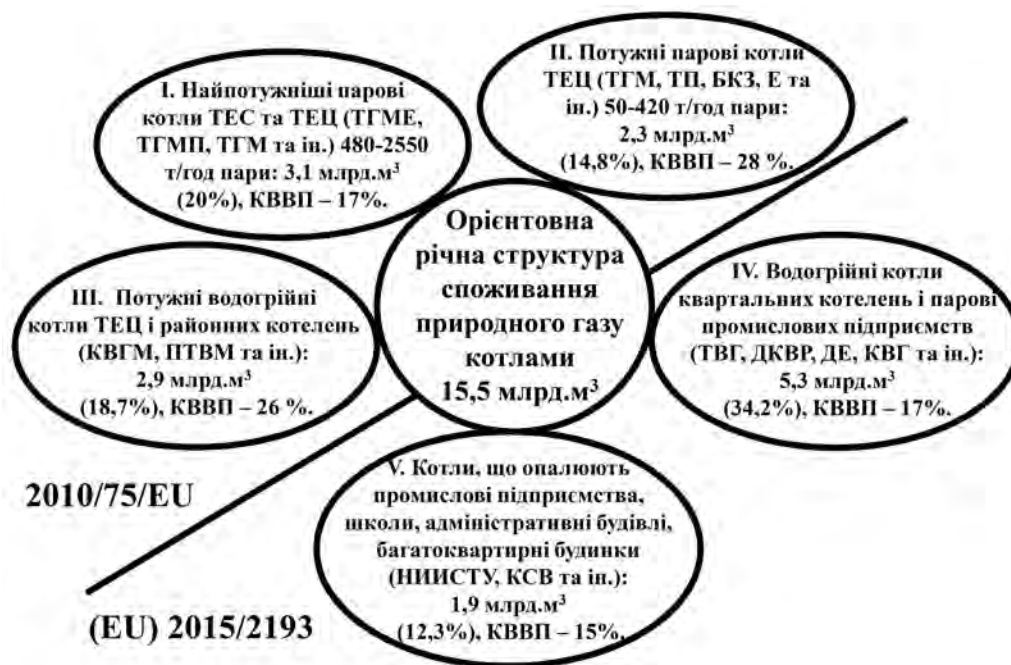 І. Найпотужніші парові
котли ТЕС та ТЕЦ (ТГМЕ,
ТГМП, ТГМ та ін.) 480-2550
т/год пари: 3,1 млрд.м³
(20%), КВВП – 17%.
ІІ. Потужні парові котли
ТЕЦ (ТГМ, ТП, БКЗ, Е та
ін.) 50-420 т/год пари:
2,3 млрд.м³
(14,8%), КВВП – 28 %.
Орієнтовна
річна структура
споживання
природного газу
котлами
15,5 млрд.м³
ІІІ. Потужні водогрійні
котли ТЕЦ і районних котелень
(КВГМ, ПТВМ та ін.):
2,9 млрд.м³
(18,7%), КВВП – 26 %.
IV. Водогрійні котли
квартальних котелень і парові
промислових підприємств
(ТВГ, ДКВР, ДЕ, КВГ та ін.):
5,3 млрд.м³
(34,2%), КВВП – 17%.
V. Котли, що опалюють
промислові підприємства,
школи, адміністративні будівлі,
багатоквартирні будинки
(НИИСТУ, КСВ та ін.):
1,9 млрд.м³
(12,3%), КВВП – 15%.
2010/75/EU
(EU) 2015/2193